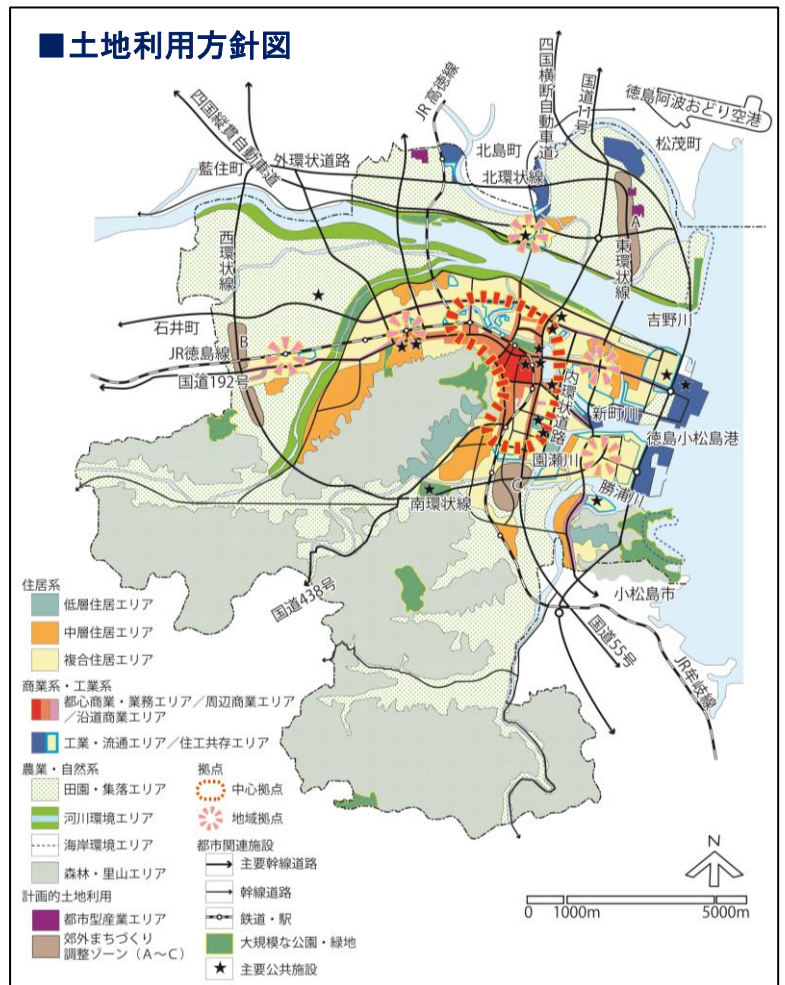 ■土地利用方針図
四国縦貫自動車道
JR高徳線
四国横断自動車道
国道11号
徳島阿波おどり空港
松茂町
北島町
藍住町
外環状道路
北環状線
A
東環状線
西環状線
吉野川
石井町
B
JR徳島線
国道192号
内環状道路
新町川
徳島小松島港
園瀬川
C
勝浦川
南環状線
国道438号
小松島市
国道55号
JR牟岐線
住居系
低層住居エリア
中層住居エリア
複合住居エリア
商業系・工業系
都心商業・業務エリア／周辺商業エリア
／沿道商業エリア
工業・流通エリア／住工共存エリア
農業・自然系
田園・集落エリア
河川環境エリア
海岸環境エリア
森林・里山エリア
計画的土地利用
都市型産業エリア
郊外まちづくり
調整ゾーン（A～C）
拠点
中心拠点
地域拠点
都市関連施設
主要幹線道路
幹線道路
鉄道・駅
大規模な公園・緑地
主要公共施設
N
0 1000m 5000m